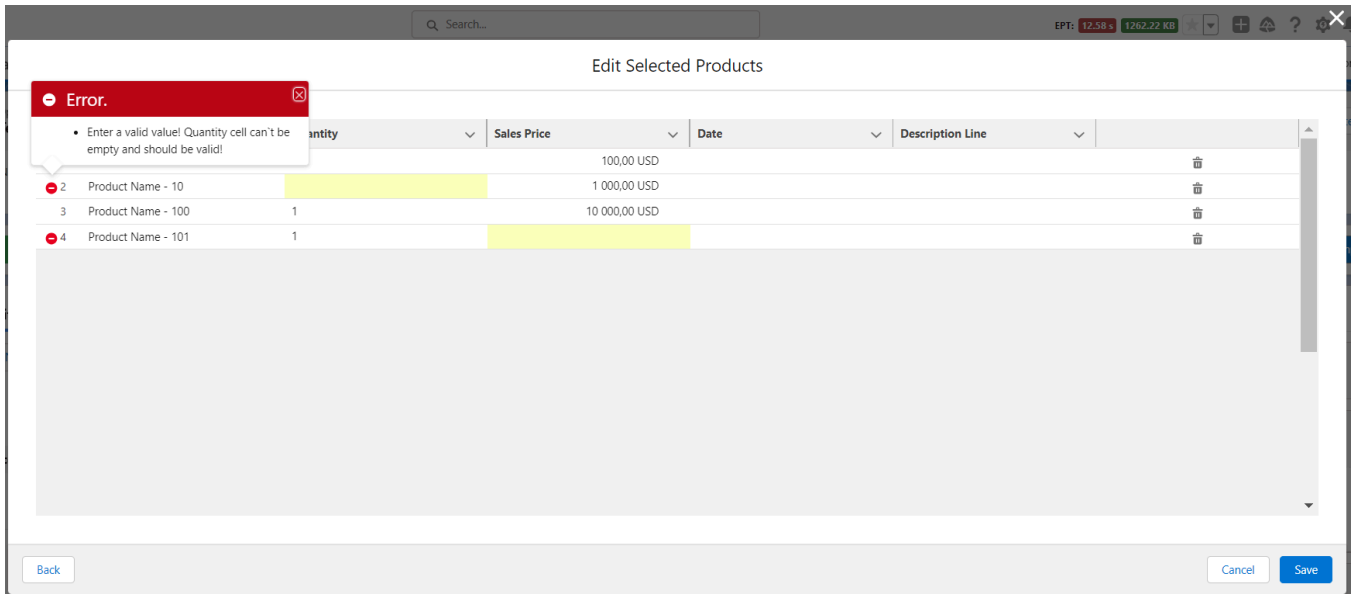 Search...
EPT: 12.58 s 1262.22 KB
Edit Selected Products
Error.
Enter a valid value! Quantity cell can`t be
empty and should be valid!
antity Sales Price Date Description Line
100,00 USD
2 Product Name - 10 1 000,00 USD
3 Product Name - 100 1 10 000,00 USD
4 Product Name - 101 1
Back Cancel Save